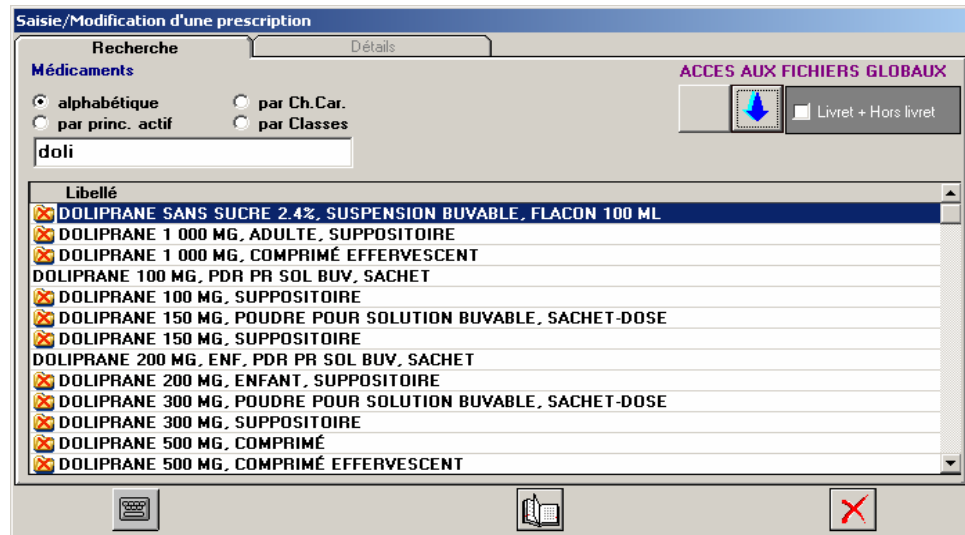 Saisie/Modification d'une prescription
Recherche
Détails
Médicaments
ACCES AUX FICHIERS GLOBAUX
alphabétique
par Ch.Car.
par princ. actif
par Classes
Livret + Hors livret
doli
Libellé
DOLIPRANE SANS SUCRE 2.4%, SUSPENSION BUVABLE, FLACON 100 ML
DOLIPRANE 1 000 MG, ADULTE, SUPPOSITOIRE
DOLIPRANE 1 000 MG, COMPRIMÉ EFFERVESCENT
DOLIPRANE 100 MG, PDR PR SOL BUV, SACHET
DOLIPRANE 100 MG, SUPPOSITOIRE
DOLIPRANE 150 MG, POUDRE POUR SOLUTION BUVABLE, SACHET-DOSE
DOLIPRANE 150 MG, SUPPOSITOIRE
DOLIPRANE 200 MG, ENF, PDR PR SOL BUV, SACHET
DOLIPRANE 200 MG, ENFANT, SUPPOSITOIRE
DOLIPRANE 300 MG, POUDRE POUR SOLUTION BUVABLE, SACHET-DOSE
DOLIPRANE 300 MG, SUPPOSITOIRE
DOLIPRANE 500 MG, COMPRIMÉ
DOLIPRANE 500 MG, COMPRIMÉ EFFERVESCENT